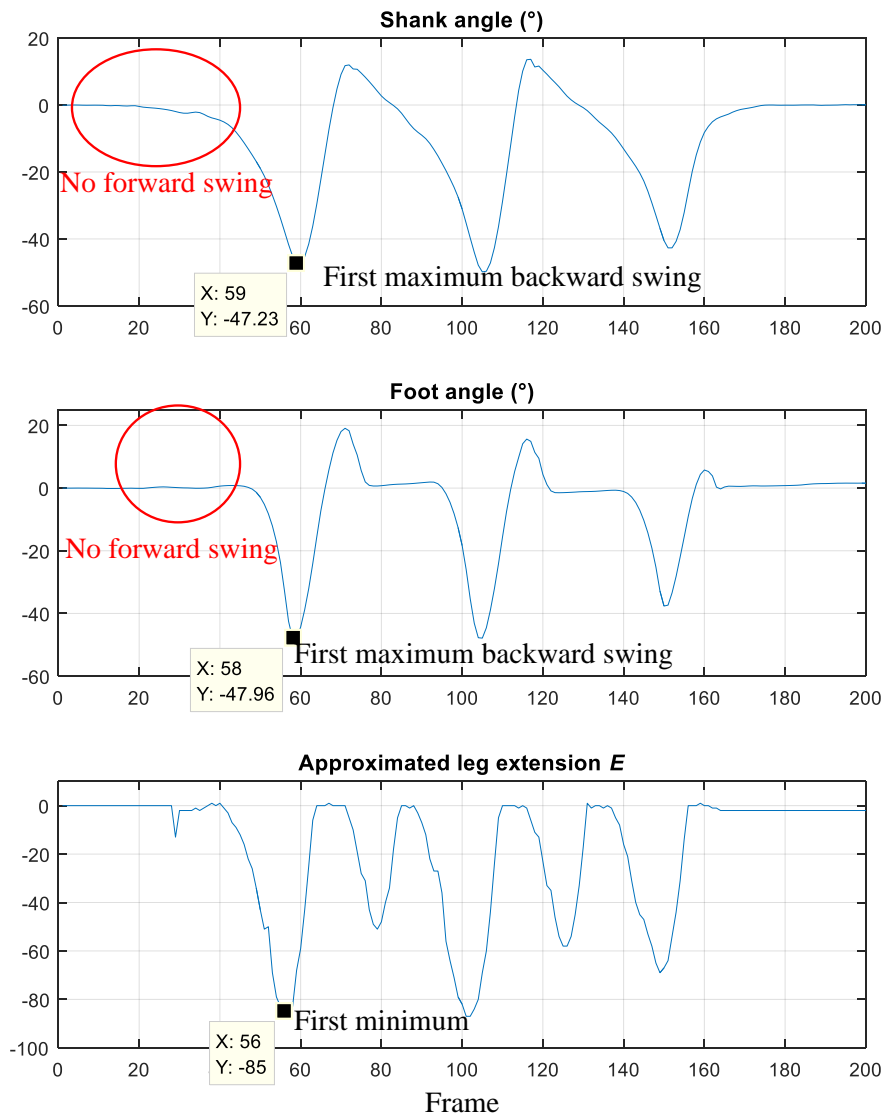 Shank angle (°)
20
0
-20
-40
-60
No forward swing
First maximum backward swing
X: 59
Y: -47.23
0 20 40 60 80 100 120 140 160 180 200
Foot angle (°)
20
0
-20
-40
-60
No forward swing
First maximum backward swing
X: 58
Y: -47.96
0 20 40 60 80 100 120 140 160 180 200
Approximated leg extension E
0
-20
-40
-60
-80
-100
First minimum
X: 56
Y: -85
0 20 40 60 80 100 120 140 160 180 200
Frame